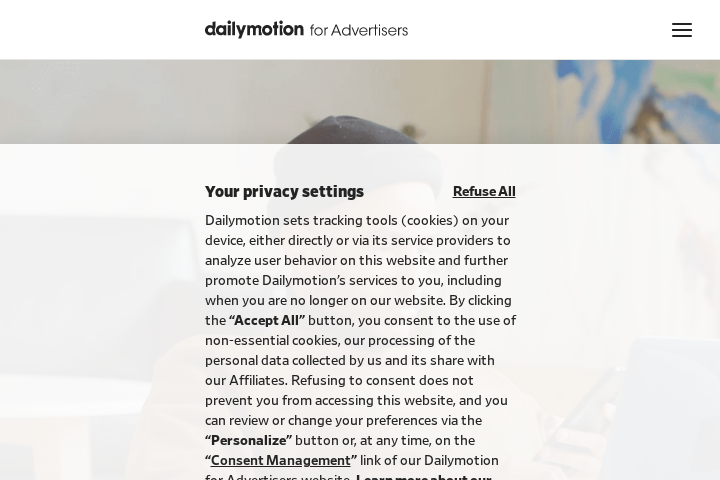 dailymotion for Advertisers
Your privacy settings
Refuse All
Dailymotion sets tracking tools (cookies) on your
device, either directly or via its service providers to
analyze user behavior on this website and further
promote Dailymotion's services to you, including
when you are no longer on our website. By clicking
the “Accept All” button, you consent to the use of
non-essential cookies, our processing of the
personal data collected by us and its share with
our Affiliates. Refusing to consent does not
prevent you from accessing this website, and you
can review or change your preferences via the
“Personalize” button or, at any time, on the
“Consent Management” link of our Dailymotion
for Advertisers website. Learn more about our